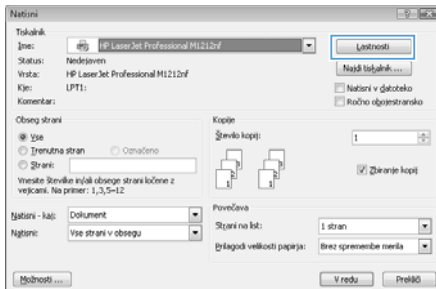 Natisni
Tiskalnik
Ime: HP LaserJet Professional M1212nf
Lastnosti
Status: Nedejaven
Najdi tiskalnik ...
Vrsta: HP LaserJet Professional M1212nf
Kje: LPT1:
Natisni v datoteko
Komentar:
Ročno obojestransko
Obseg strani
Kopije
Vse
Število kopij: 1
Trenutna stran
Označeno
Strani:
Zbiranje kopij
Vnesite številke in/ali obsege strani ločene z
vejicami. Na primer: 1,3,5–12
Natisni - kaj: Dokument
Povečava
Natisni: Vse strani v obsegu
Strani na list: 1 stran
Prilagodi velikosti papirja: Brez spremembe merila
Možnosti ...
V redu
Prekliči